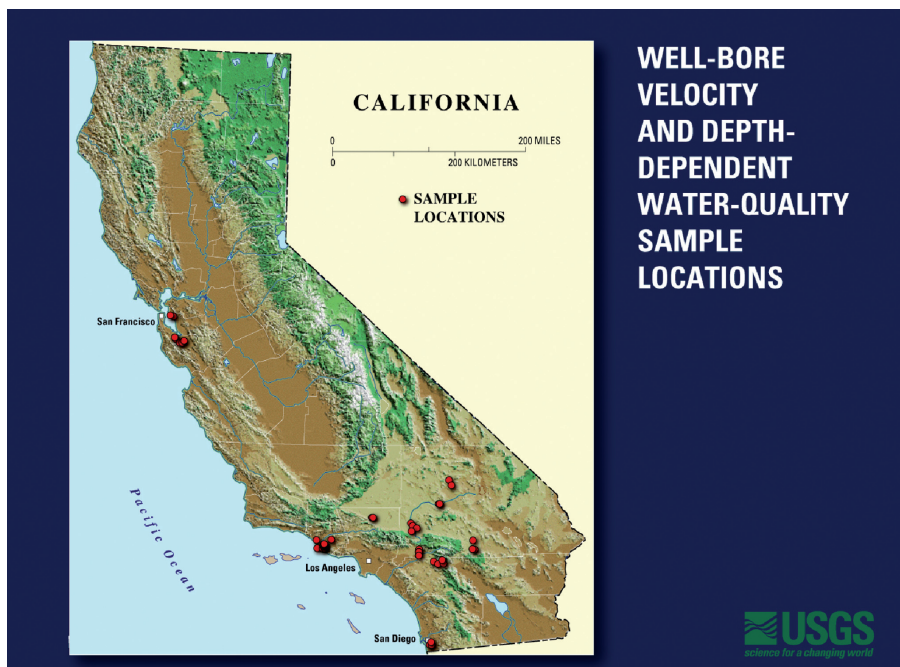 WELL-BORE
VELOCITY
AND DEPTH-
DEPENDENT
WATER-QUALITY
SAMPLE
LOCATIONS
CALIFORNIA
0
200 MILES
0
200 KILOMETERS
SAMPLE
LOCATIONS
San Francisco
Pacific Ocean
Los Angeles
San Diego
USGS
science for a changing world